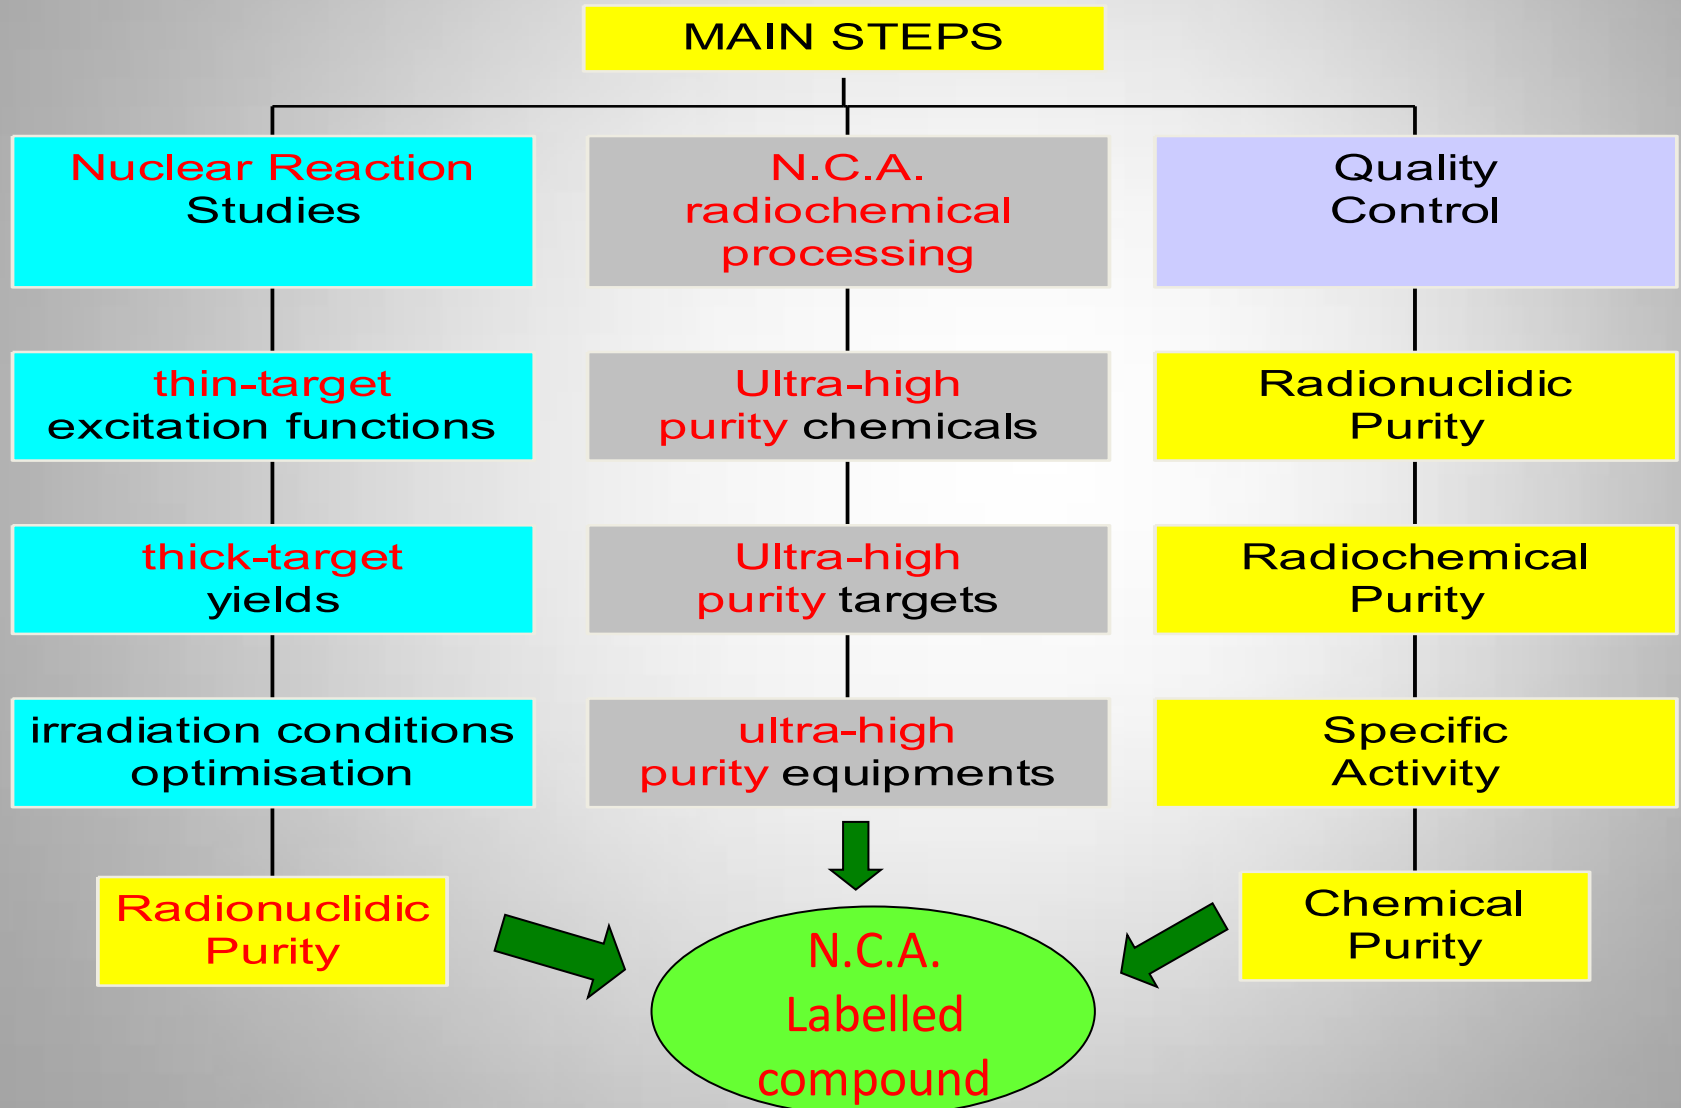 MAIN STEPS
Nuclear Reaction
Studies
thin-target
excitation functions
thick-target
yields
irradiation conditions
optimisation
Radionuclidic
Purity
N.C.A.
radiochemical
processing
Ultra-high
purity chemicals
Ultra-high
purity targets
ultra-high
purity equipments
Quality
Control
Radionuclidic
Purity
Radiochemical
Purity
Specific
Activity
Chemical
Purity
N.C.A.
Labelled
compound